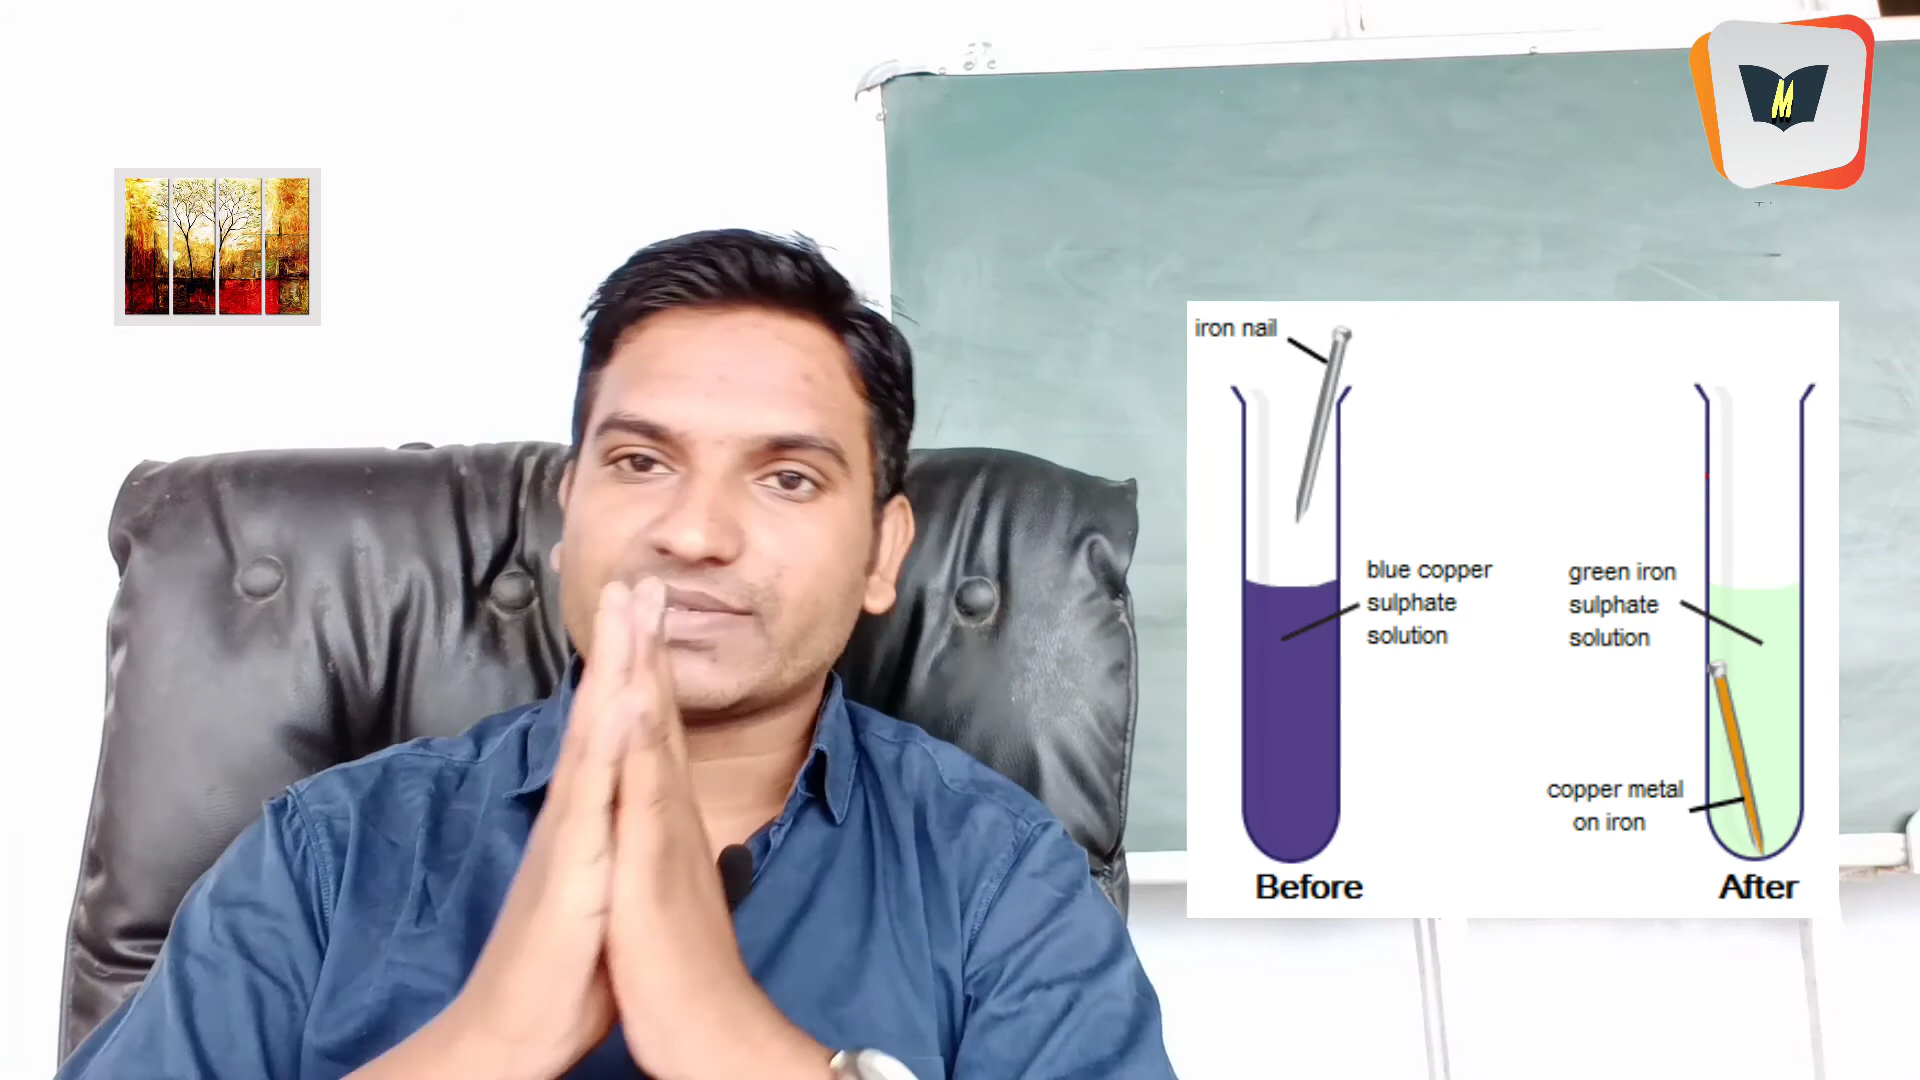 M
iron nail
blue copper
sulphate
solution
green iron
sulphate
solution
copper metal
on iron
Before
After